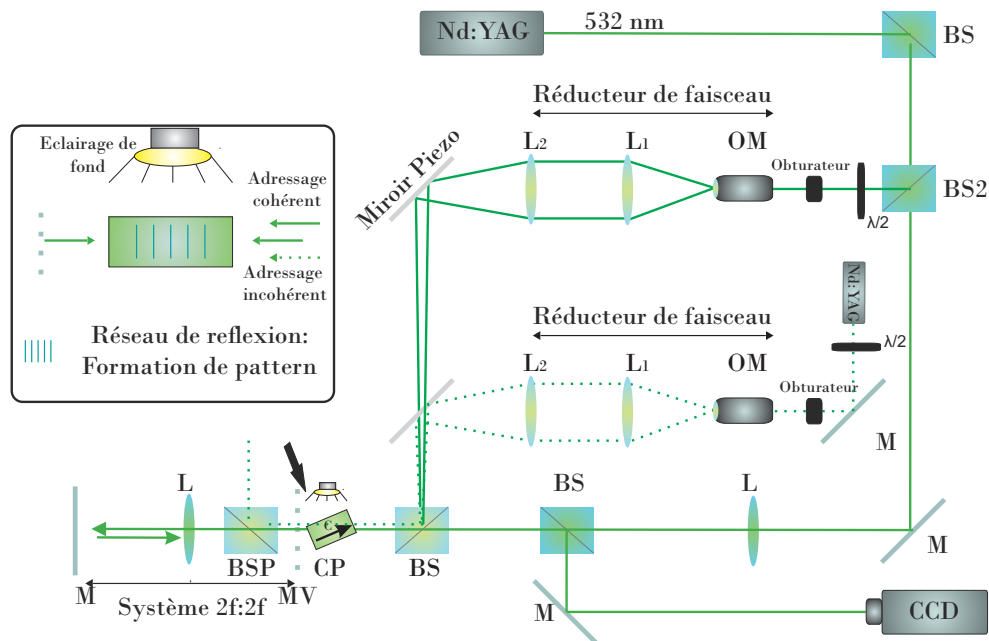 Nd:YAG
532 nm
BS
Réducteur de faisceau
L2
L1
OM
Obturateur
λ/2
BS2
Miroir Piezo
Eclairage de
fond
Adressage
cohérent
Adressage
incohérent
Réseau de reflexion:
Formation de pattern
Nd:YAG
λ/2
Réducteur de faisceau
L2
L1
OM
Obturateur
M
L
BSP
MV
C
CP
BS
BS
L
M
M
Système 2f:2f
M
CCD